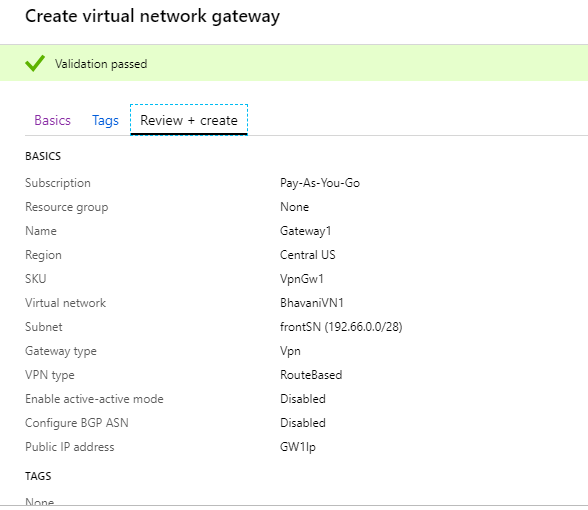 Create virtual network gateway
Validation passed
Basics Tags Review + create
BASICS
Subscription Pay-As-You-Go
Resource group None
Name Gateway1
Region Central US
SKU VpnGw1
Virtual network BhavaniVN1
Subnet frontSN (192.66.0.0/28)
Gateway type Vpn
VPN type RouteBased
Enable active-active mode Disabled
Configure BGP ASN Disabled
Public IP address GW1Ip
TAGS
None